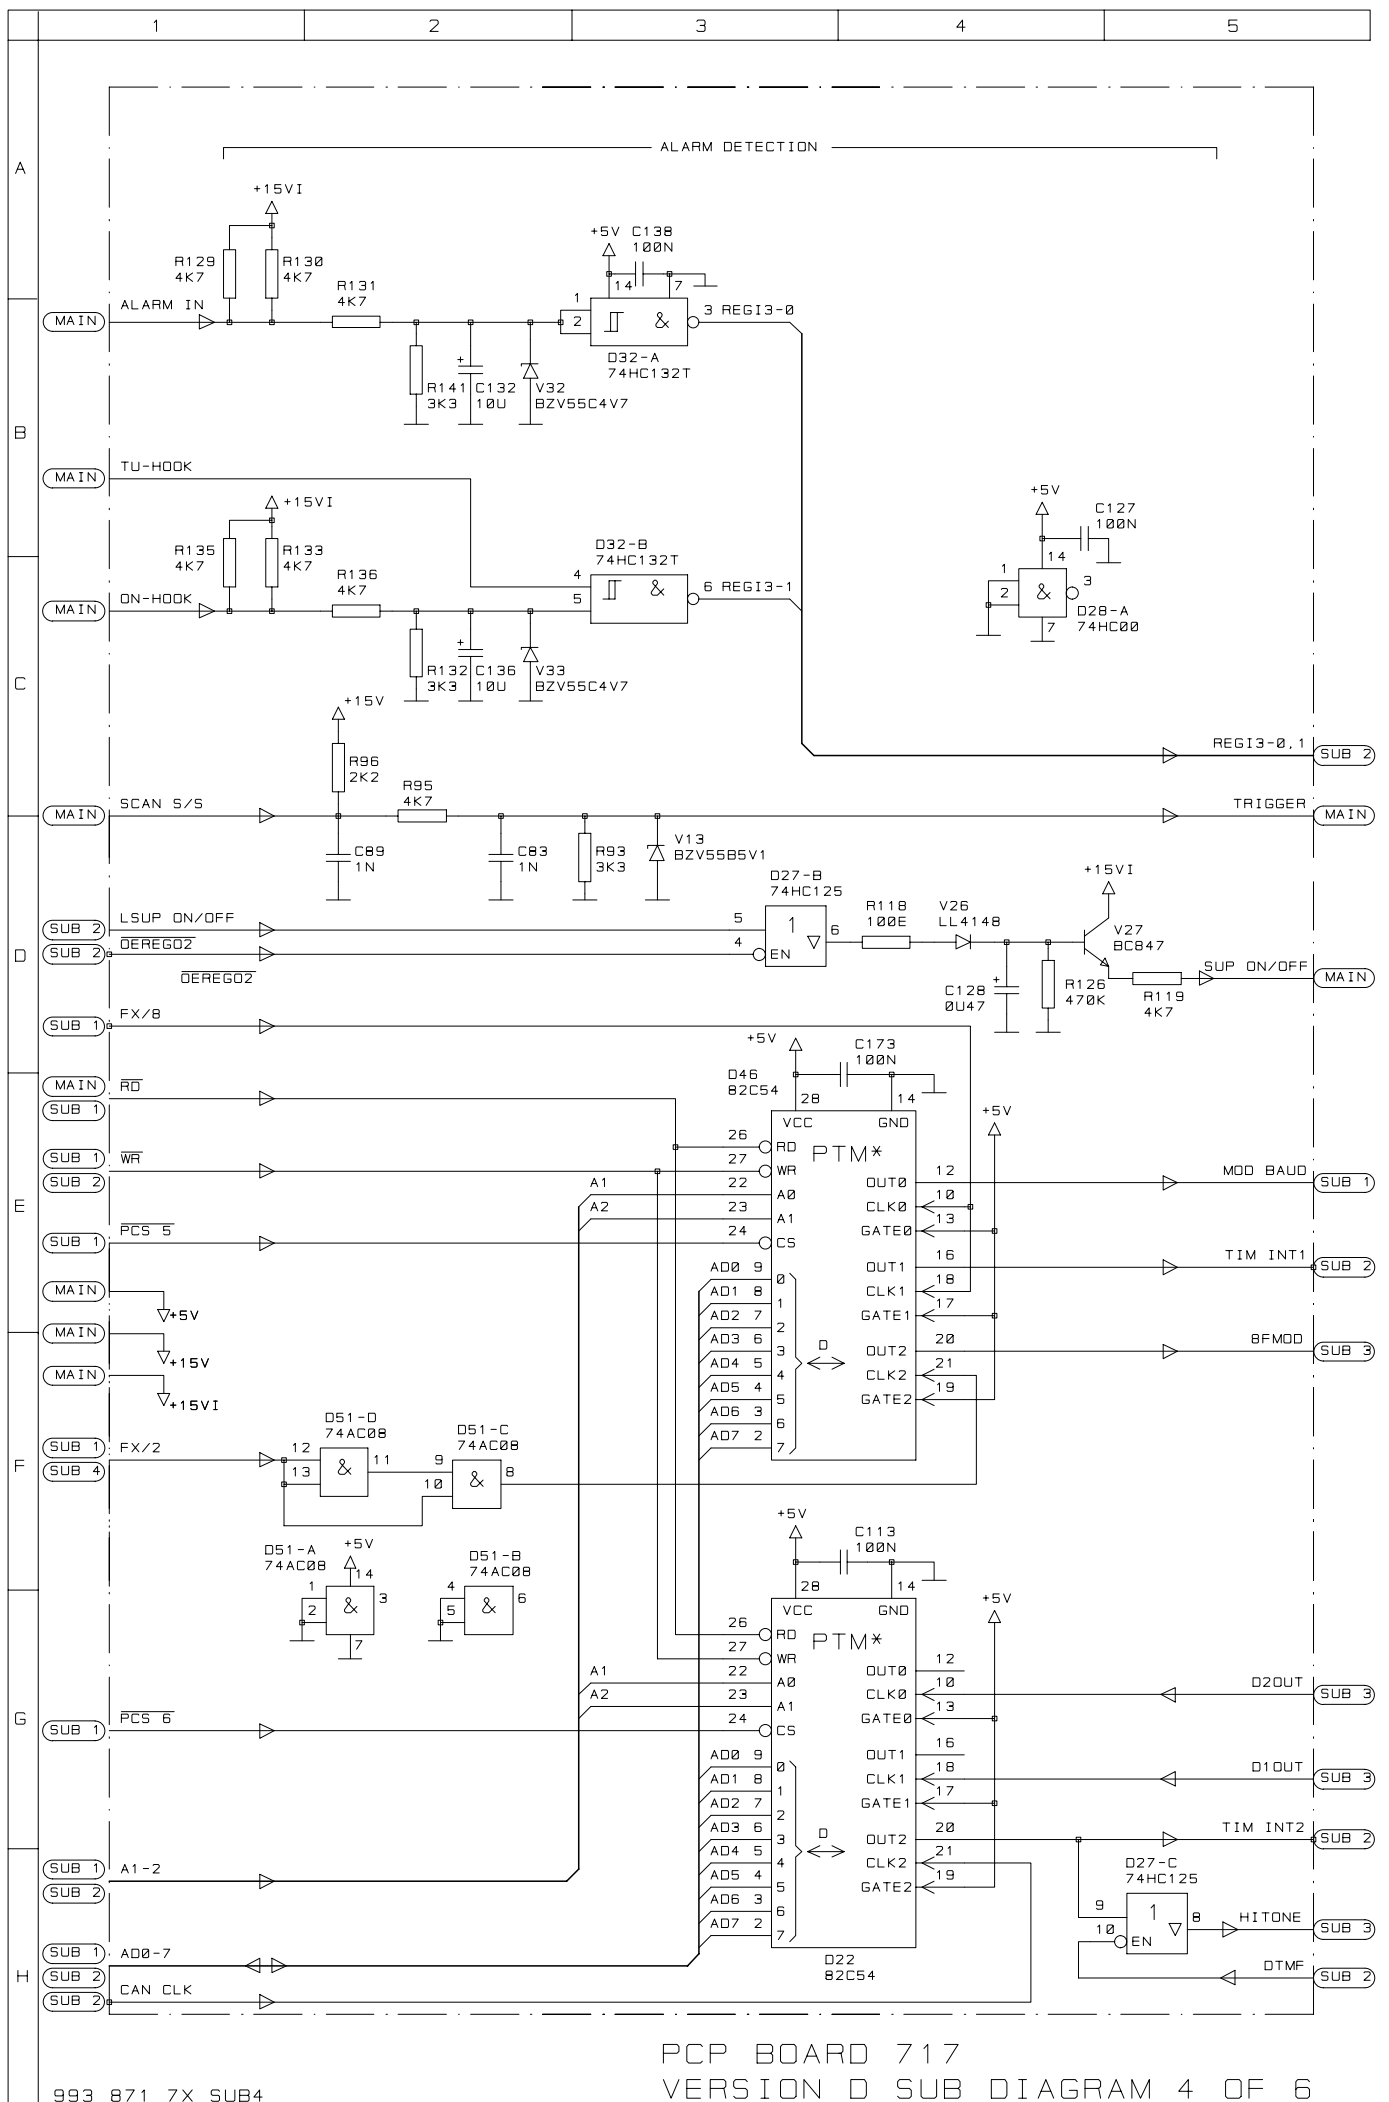 1 2 3 4 5
A
ALARM DETECTION
+15VI
+5V C138
100N
R129
4K7
R130
4K7
R131
4K7
14 7
MAIN ALARM IN
1
2
&
3 REGI3-0
D32-A
74HC132T
R141
3K3
C132
10U
V32
BZV55C4V7
+
B
MAIN TU-HOOK
+15VI
+5V
C127
100N
R135
4K7
R133
4K7
R136
4K7
D32-B
74HC132T
4
5
&
6 REGI3-1
14
1
2
&
3
7
D28-A
74HC00
MAIN ON-HOOK
R132
3K3
C136
10U
V33
BZV55C4V7
+
C
+15V
R96
2K2
R95
4K7
REGI3-0,1 SUB 2
MAIN SCAN S/S
TRIGGER MAIN
C89
1N
C83
1N
R93
3K3
V13
BZV55B5V1
D27-B
74HC125
+15VI
SUB 2 LSUP ON/OFF
5
1
6
R118
100E
V26
LL4148
V27
BC847
D
SUB 2 OEREGO2
4
EN
OEREGO2
C128
0U47
+
R126
470K
R119
4K7
SUP ON/OFF MAIN
SUB 1 FX/8
+5V
C173
100N
D46
82C54
MAIN RD
SUB 1
28 14
VCC GND
+5V
26 RD PTM*
SUB 1 WR
SUB 2
27 WR
OUT0 12 MOD BAUD SUB 1
A1 22 A0
CLK0 10
E
A2 23 A1
GATE0 13
SUB 1 PCS 5
24 CS
OUT1 16 TIM INT1 SUB 2
AD0 9 0
CLK1 18
AD1 8 1
GATE1 17
MAIN
+5V
AD2 7 2
AD3 6 3
D
OUT2 20 BFMOD SUB 3
MAIN
+15V
AD4 5 4
CLK2 21
MAIN
+15VI
AD5 4 5
GATE2 19
AD6 3 6
AD7 2 7
F
SUB 1 FX/2
SUB 4
D51-D
74AC08
12
13
&
11
D51-C
74AC08
9
10
&
8
+5V
C113
100N
D51-A
74AC08
+5V
14
1
2
&
3
7
D51-B
74AC08
4
5
&
6
28 14
VCC GND
+5V
26 RD PTM*
27 WR
OUT0 12
A1 22 A0
CLK0 10 D2OUT SUB 3
A2 23 A1
GATE0 13
G
SUB 1 PCS 6
24 CS
OUT1 16
AD0 9 0
CLK1 18 D1OUT SUB 3
AD1 8 1
GATE1 17
AD2 7 2
AD3 6 3
D
OUT2 20 TIM INT2 SUB 2
AD4 5 4
CLK2 21
AD5 4 5
GATE2 19
AD6 3 6
AD7 2 7
SUB 1 A1-2
SUB 2
D27-C
74HC125
9
1
8 HITONE SUB 3
10 EN
DTMF SUB 2
SUB 1 AD0-7
SUB 2
D22
82C54
H
SUB 2 CAN CLK
PCP BOARD 717
VERSION D SUB DIAGRAM 4 OF 6
993 871 7X SUB4